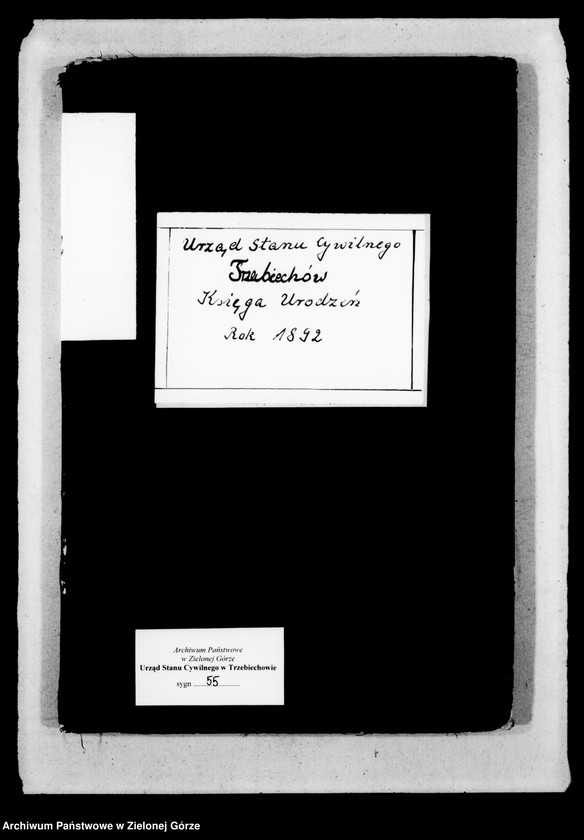 Urząd Stanu Cywilnego
Trzebiechów
Księga Urodzeń
Rok 1892
Archiwum Państwowe
w Zielonej Górze
Urząd Stanu Cywilnego w Trzebiechowie
sygn ..... 55 .....
Archiwum Państwowe w Zielonej Górze